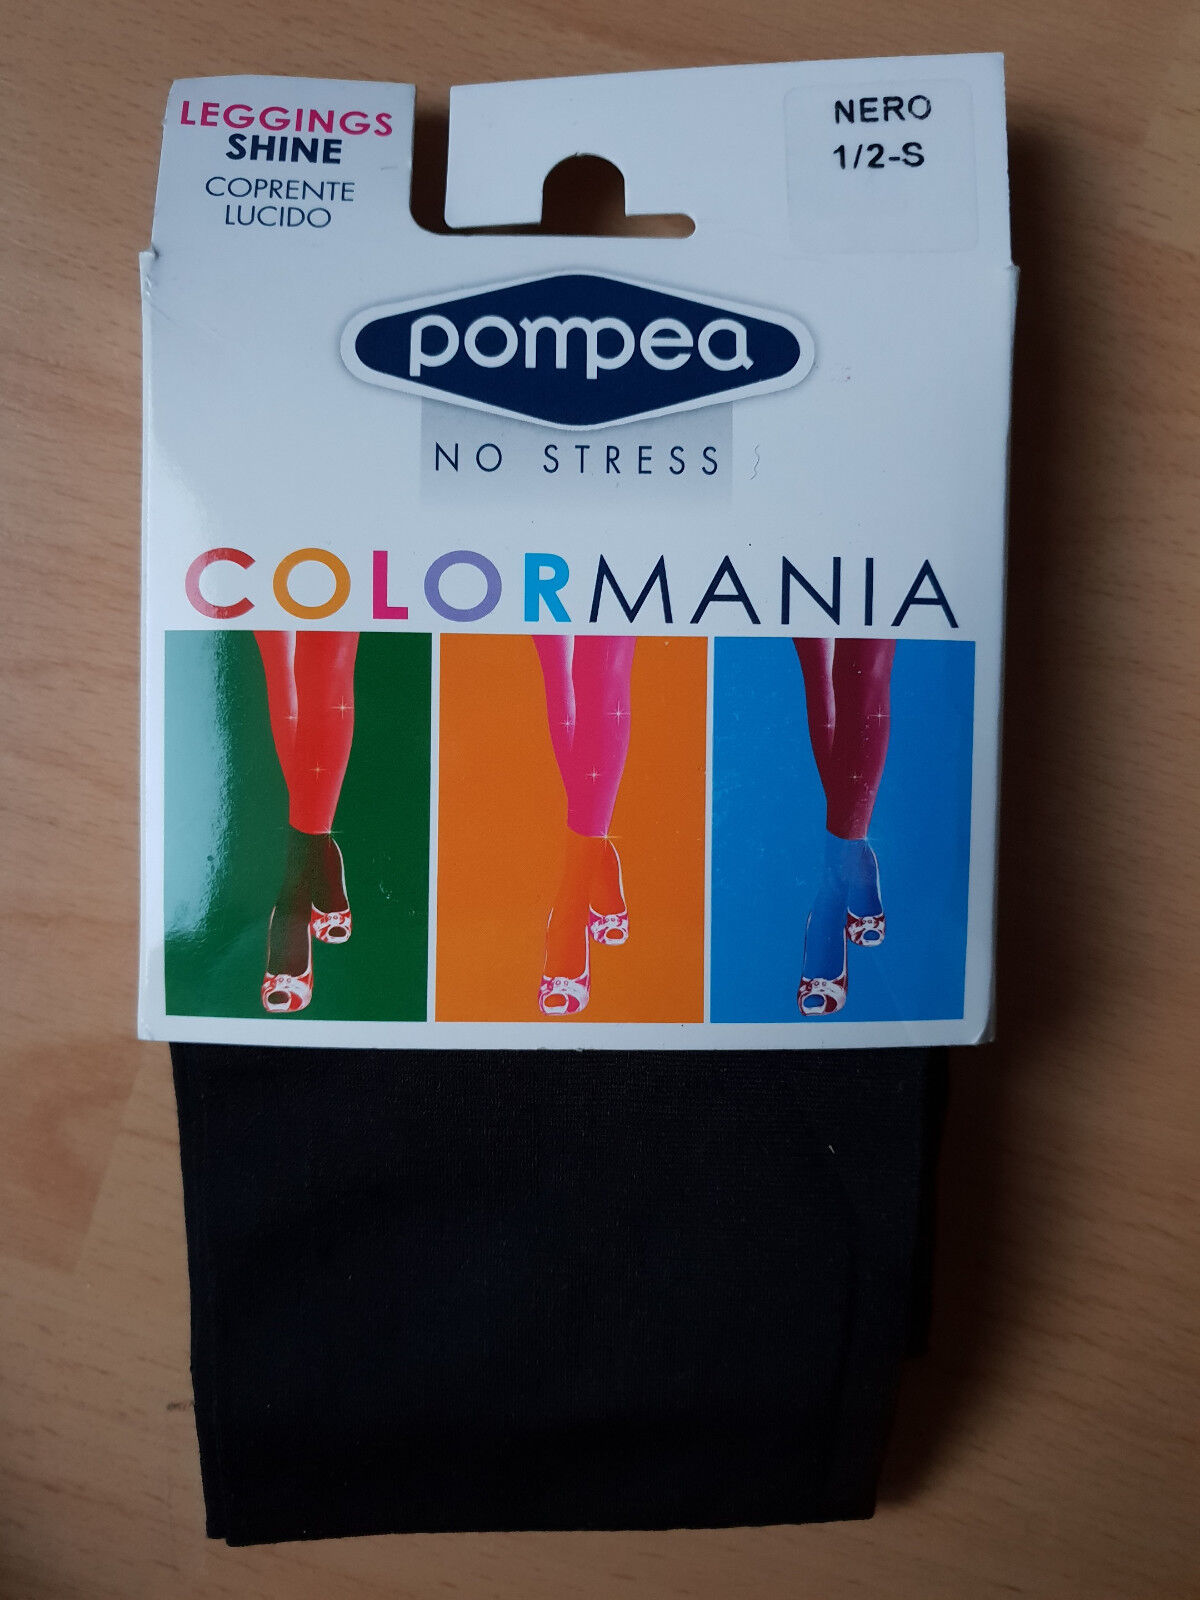 LEGGINGS
SHINE
COPRENTE
LUCIDO
NERO
1/2-S
pompea
NO STRESS
COLORMANIA